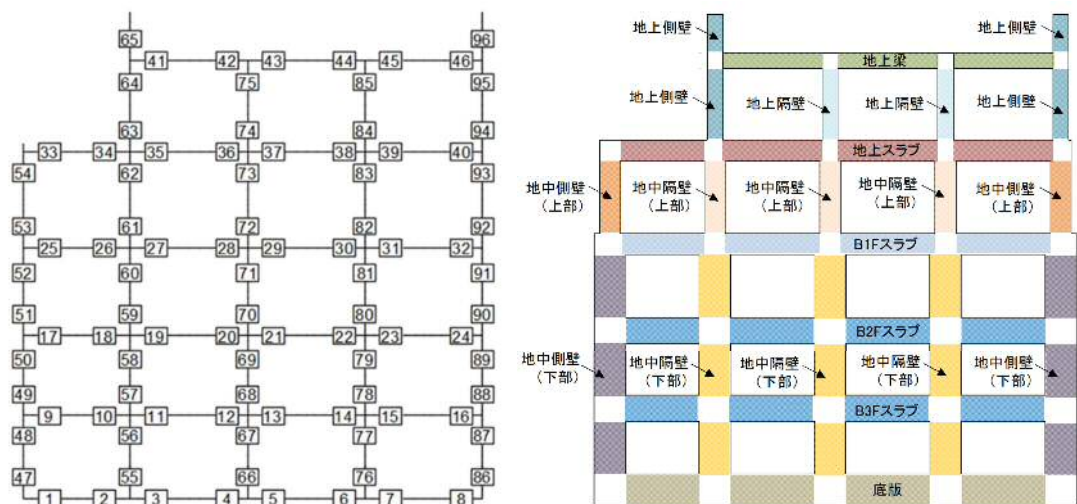 65 96
41 42 43 44 45 46
64 75 85 95
63 74 84 94
33 34 35 36 37 38 39 40
54 62 73 83 93
53 61 72 82 92
25 26 27 28 29 30 31 32
52 60 71 81 91
51 59 70 80 90
17 18 19 20 21 22 23 24
50 58 69 79 89
49 57 68 78 88
9 10 11 12 13 14 15 16
48 56 67 77 87
47 55 66 76 86
1 2 3 4 5 6 7 8
地上側壁
地上側壁
地上梁
地上側壁
地上隔壁
地上隔壁
地上側壁
地上スラブ
地中側壁
(上部)
地中隔壁
(上部)
地中隔壁
(上部)
地中隔壁
(上部)
地中側壁
(上部)
B1Fスラブ
B2Fスラブ
地中側壁
(下部)
地中隔壁
(下部)
地中隔壁
(下部)
地中隔壁
(下部)
地中側壁
(下部)
B3Fスラブ
底版